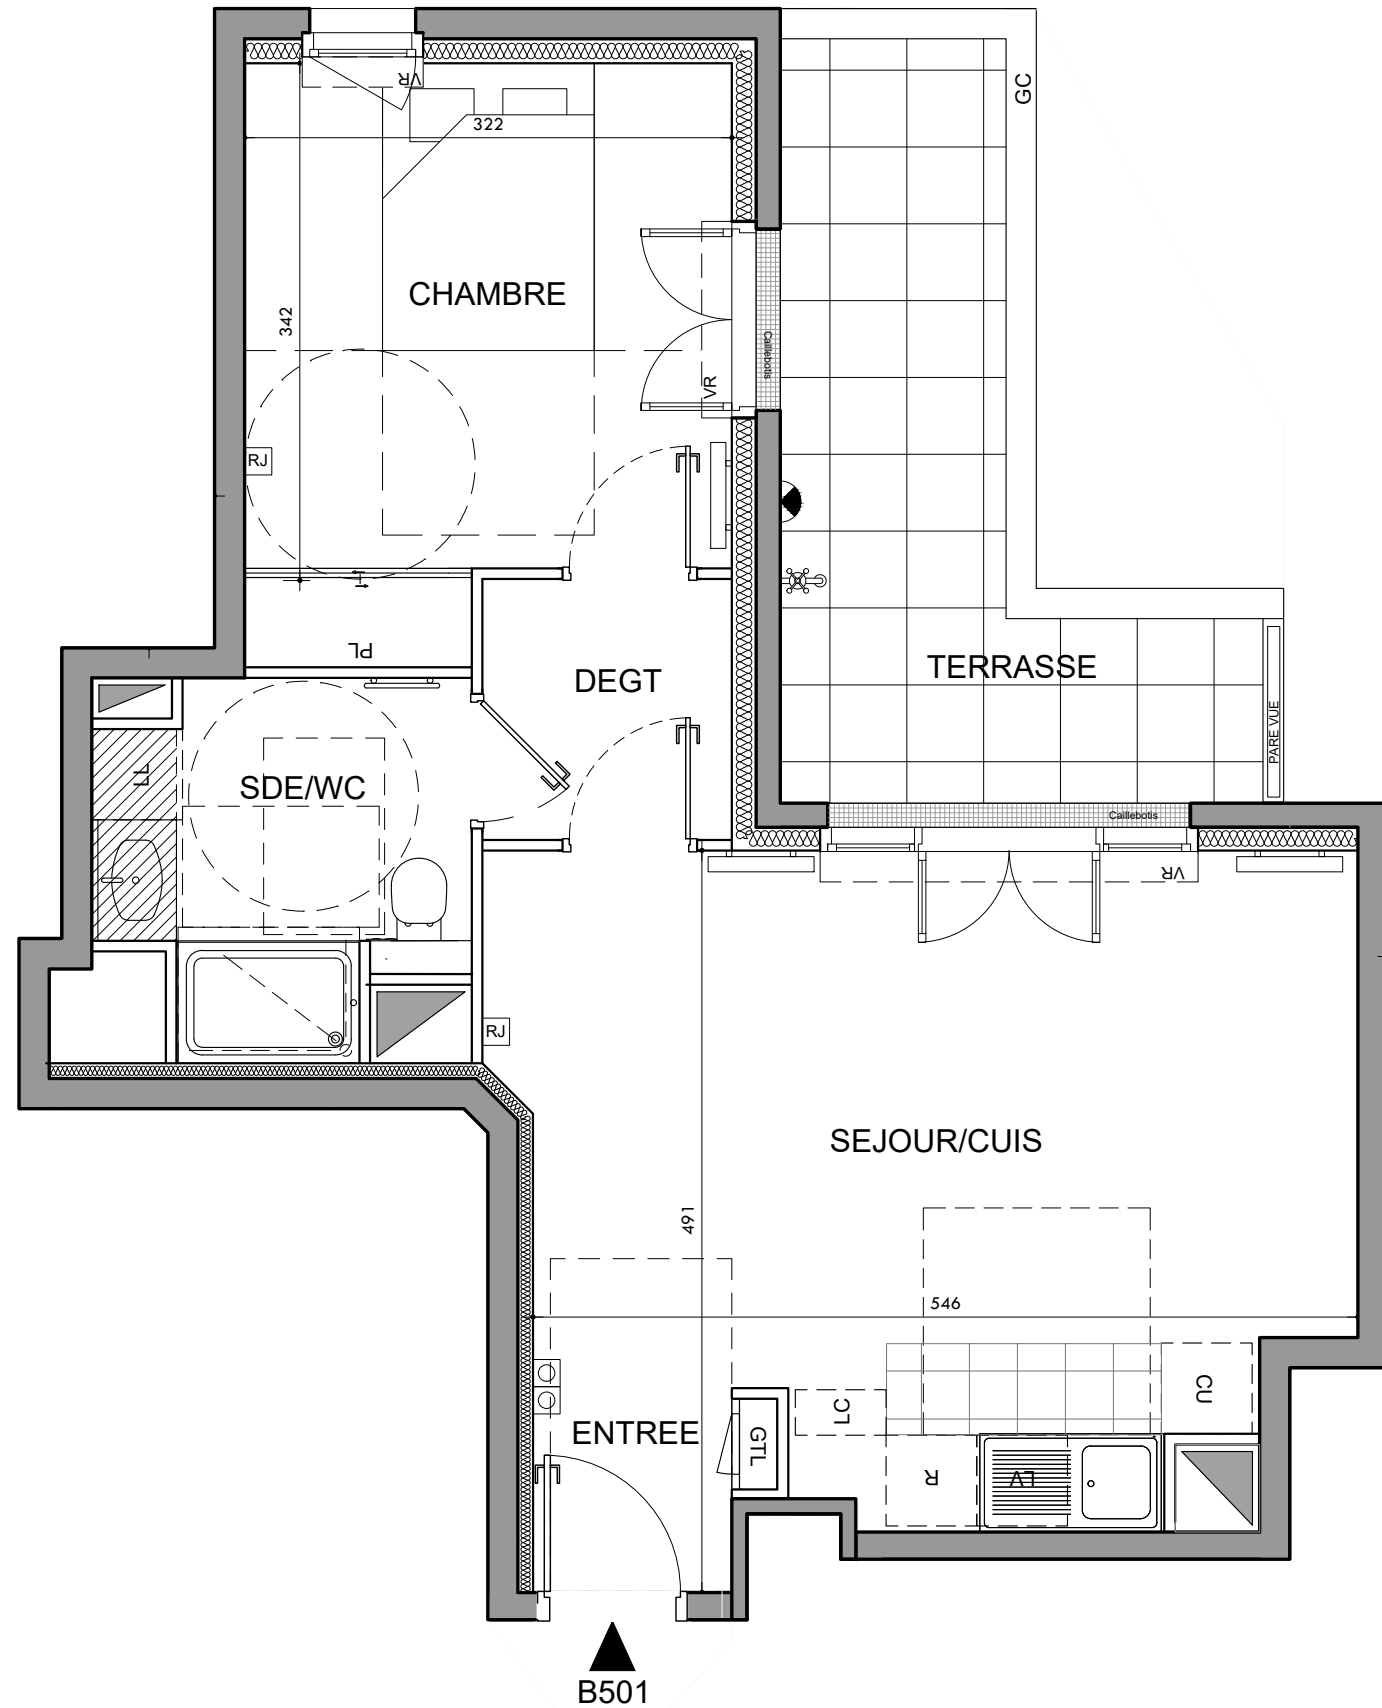 VR
GC
322
CHAMBRE
342
Caillebotis
VR
RJ
PL
DEGT
TERRASSE
PARE VUE
LL
SDE/WC
Caillebotis
VR
RJ
SEJOUR/CUIS
491
546
CU
LC
ENTREE
GTL
R
LV
B501